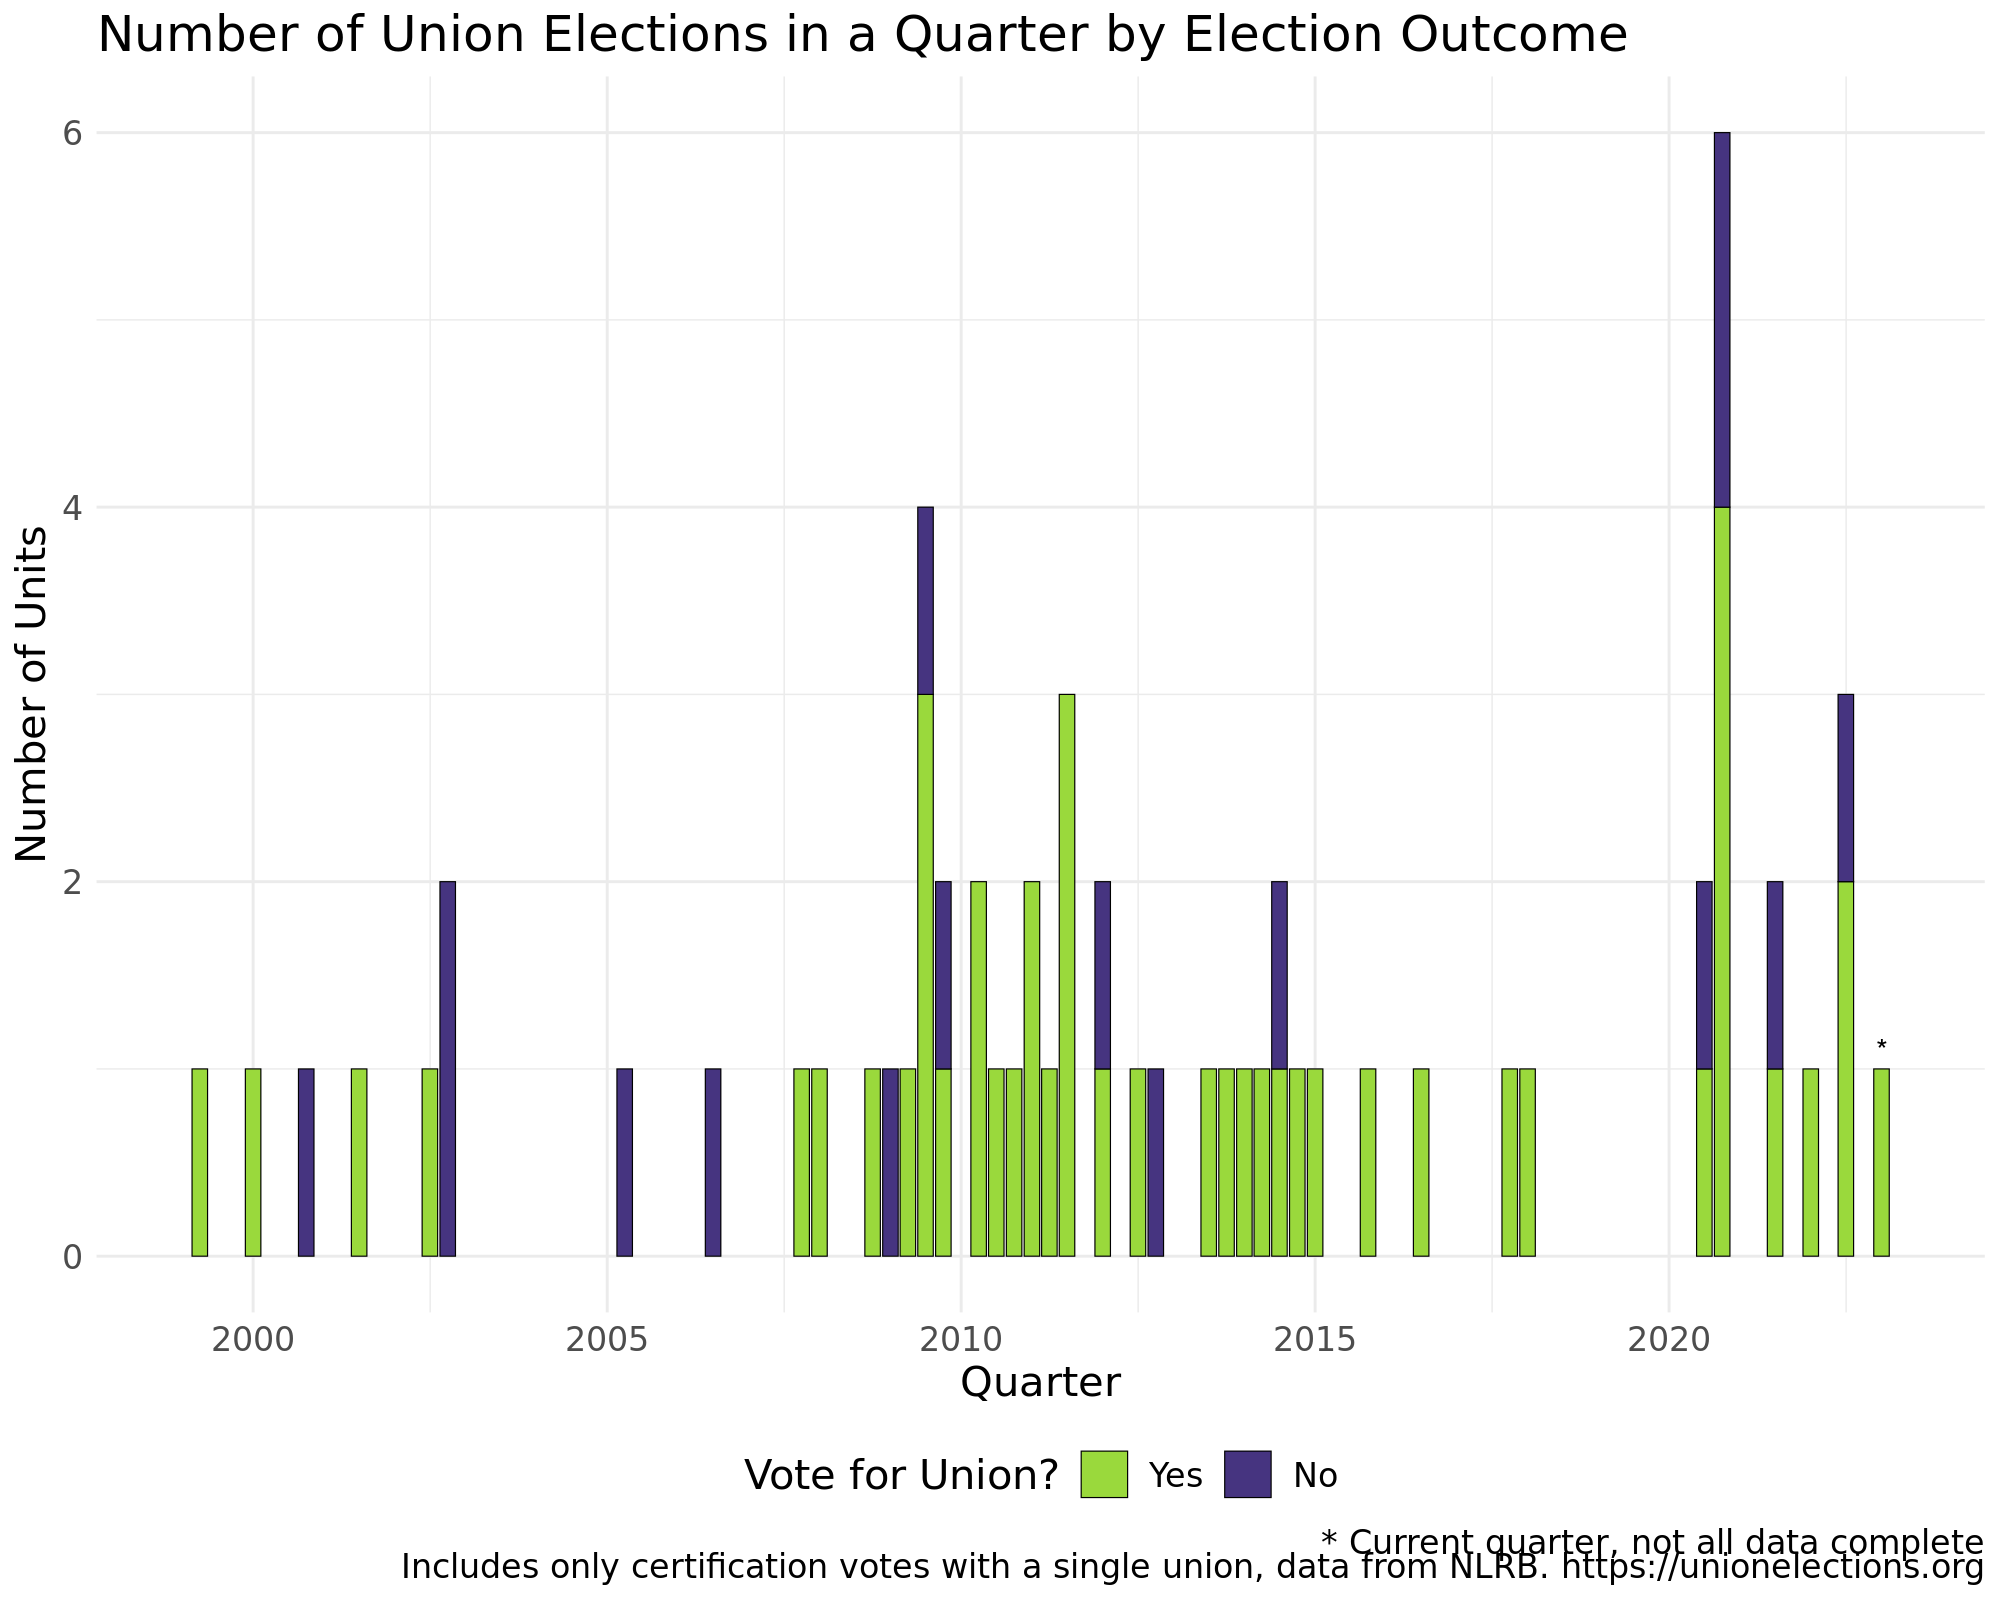 Number of Union Elections in a Quarter by Election Outcome
6
4
2
0
Number of Units
*
2000 2005 2010 2015 2020
Quarter
Vote for Union? Yes No
* Current quarter, not all data complete
Includes only certification votes with a single union, data from NLRB. https://unionelections.org